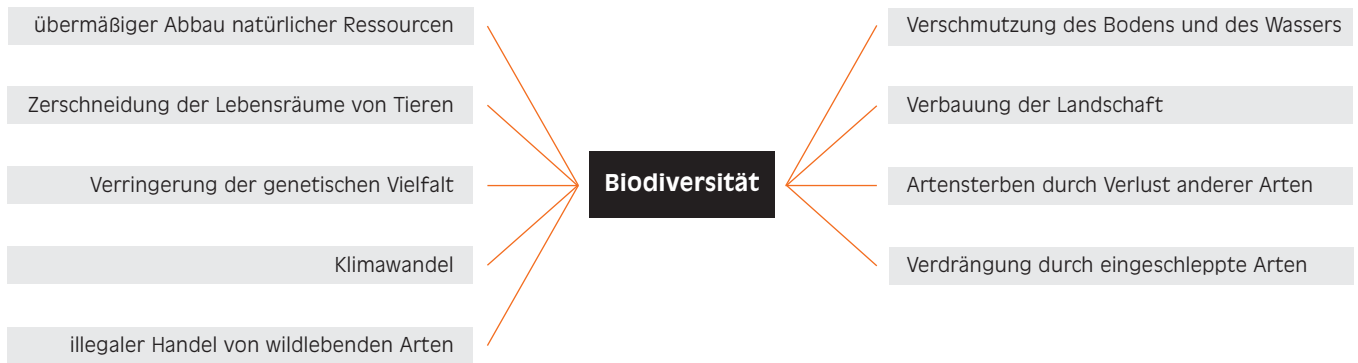 übermäßiger Abbau natürlicher Ressourcen
Zerschneidung der Lebensräume von Tieren
Verringerung der genetischen Vielfalt
Klimawandel
illegaler Handel von wildlebenden Arten
Biodiversität
Verschmutzung des Bodens und des Wassers
Verbauung der Landschaft
Artensterben durch Verlust anderer Arten
Verdrängung durch eingeschleppte Arten